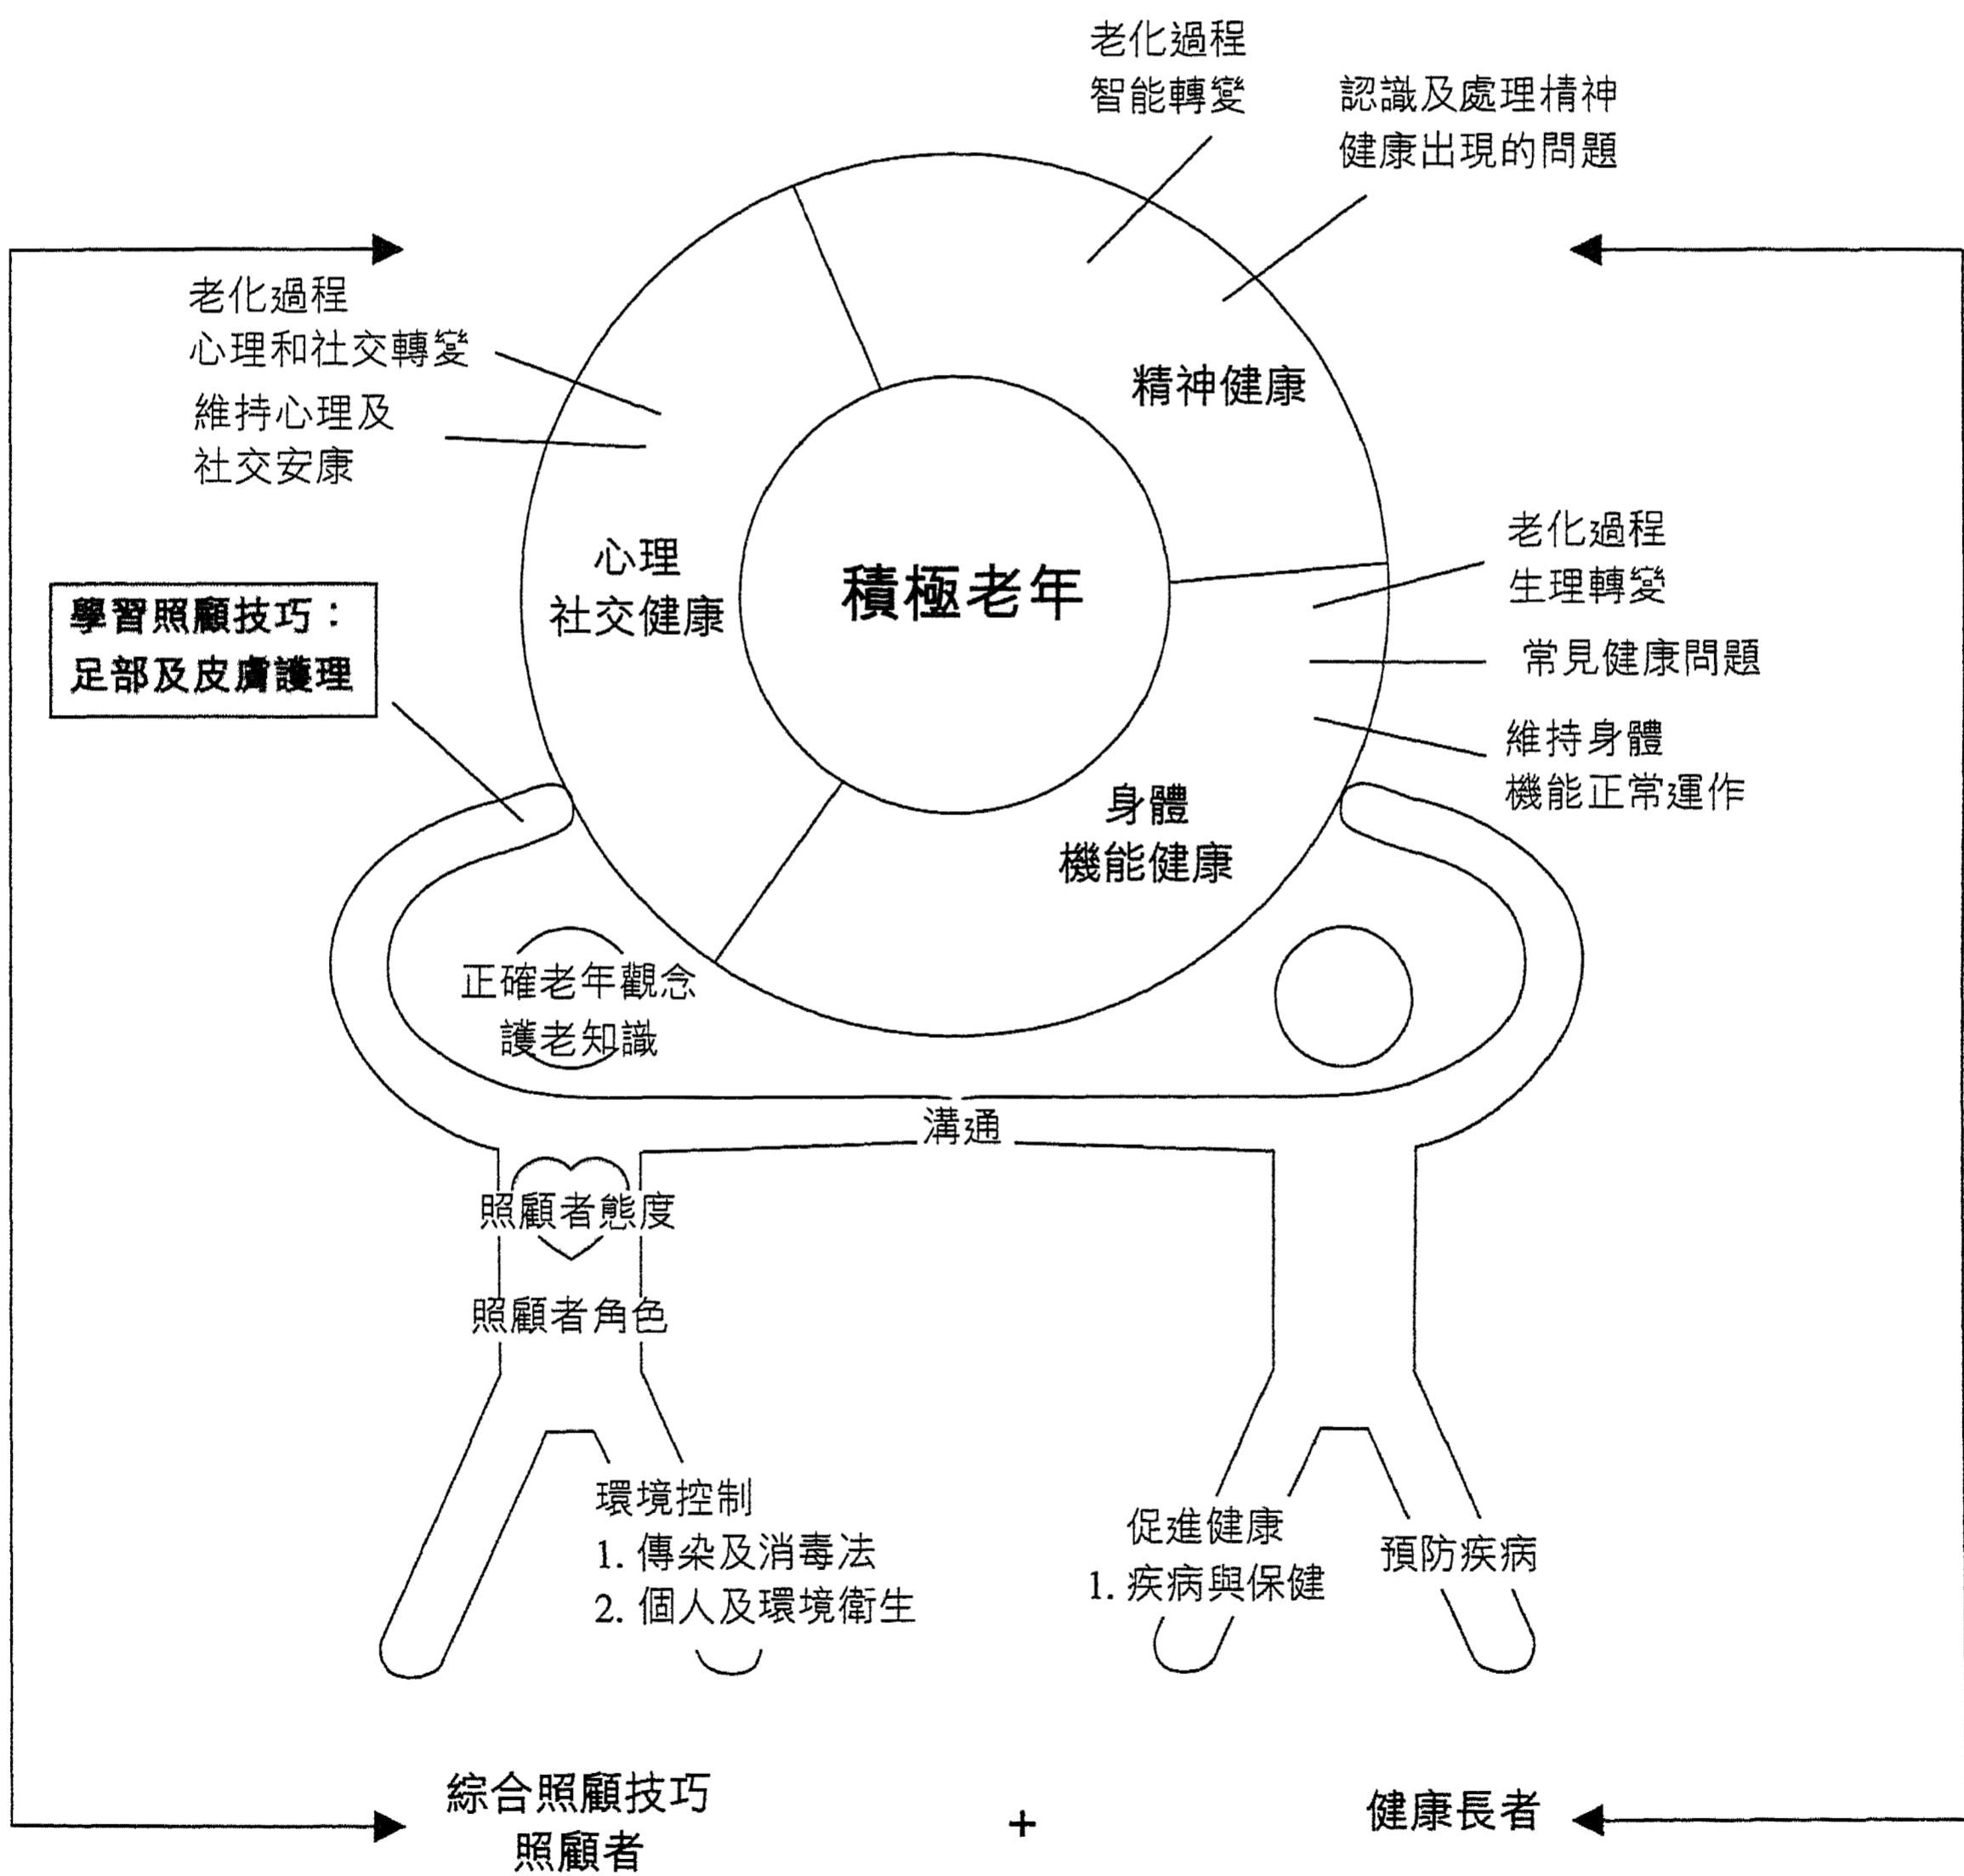 老化過程
智能轉變
認識及處理精神
健康出現的問題
老化過程
心理和社交轉變
維持心理及
社交安康
精神健康
心理
社交健康
積極老年
老化過程
生理轉變
常見健康問題
維持身體
機能正常運作
學習照顧技巧：
足部及皮膚護理
身體
機能健康
正確老年觀念
護老知識
溝通
照顧者態度
照顧者角色
環境控制
1. 傳染及消毒法
2. 個人及環境衛生
促進健康
1. 疾病與保健
預防疾病
綜合照顧技巧
照顧者
+
健康長者